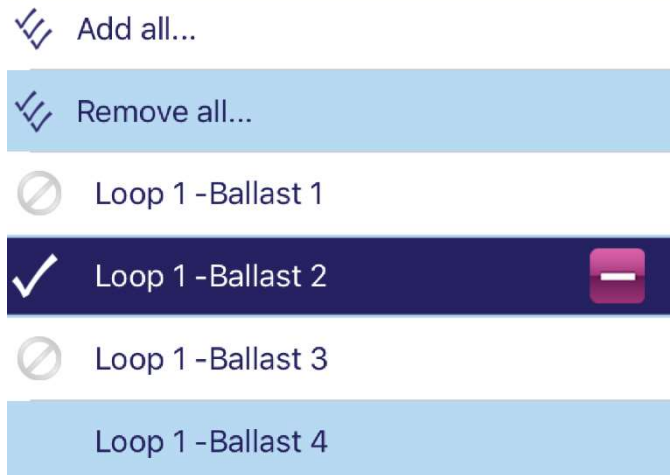 Add all...
Remove all...
Loop 1 -Ballast 1
Loop 1 -Ballast 2
Loop 1 -Ballast 3
Loop 1 -Ballast 4